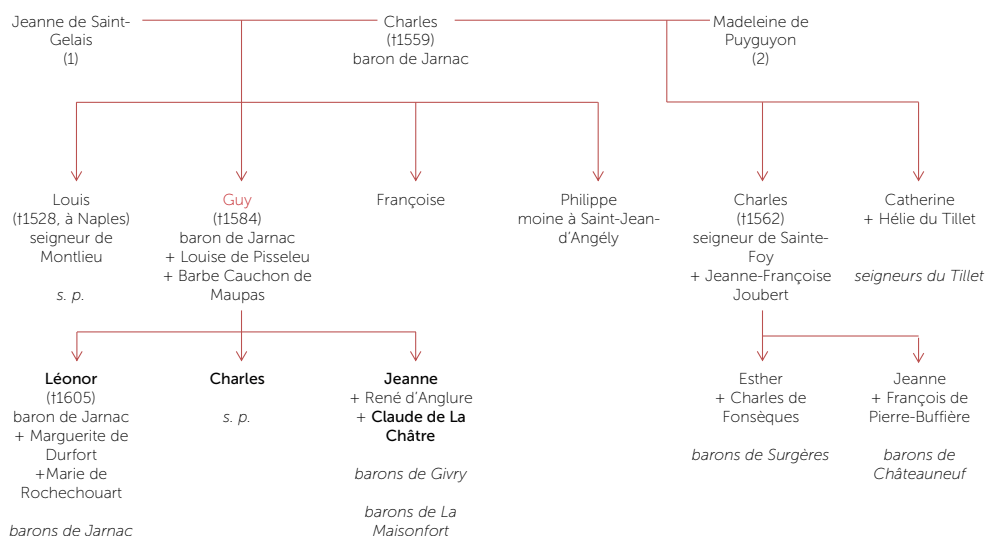 Jeanne de Saint-
Gelais
(1)
Charles
(†1559)
baron de Jarnac
Madeleine de
Puyguyon
(2)
Louis
(†1528, à Naples)
seigneur de
Montlieu
s. p.
Guy
(†1584)
baron de Jarnac
+ Louise de Pisseleu
+ Barbe Cauchon de
Maupas
Françoise
Philippe
moine à Saint-Jean-
d'Angély
Charles
(†1562)
seigneur de Sainte-
Foy
+ Jeanne-Françoise
Joubert
Catherine
+ Hélie du Tillet
seigneurs du Tillet
Léonor
(†1605)
baron de Jarnac
+ Marguerite de
Durfort
+Marie de
Rochechouart
barons de Jarnac
Charles
s. p.
Jeanne
+ René d'Anglure
+ Claude de La
Châtre
barons de Givry
barons de La
Maisonfort
Esther
+ Charles de
Fonsèques
barons de Surgères
Jeanne
+ François de
Pierre-Buffière
barons de
Châteauneuf